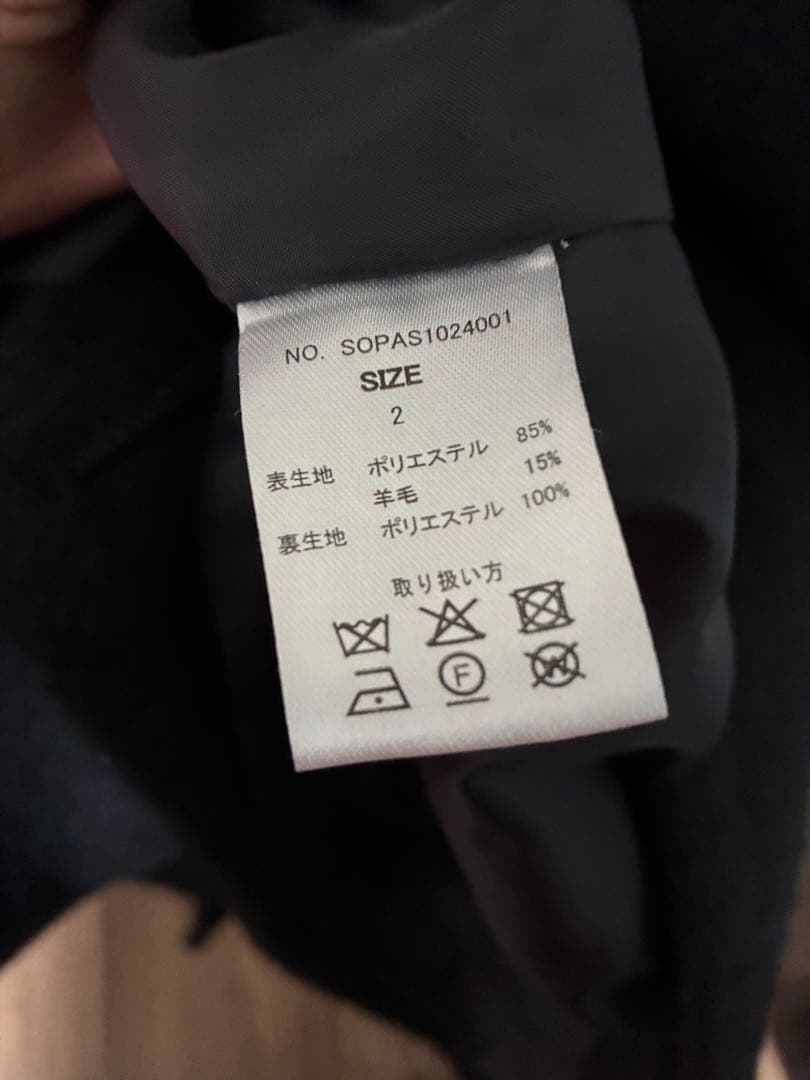 NO. SOPAS1024001
SIZE
2
表生地 ポリエステル 85%
羊毛 15%
裏生地 ポリエステル 100%
取り扱い方
F
W